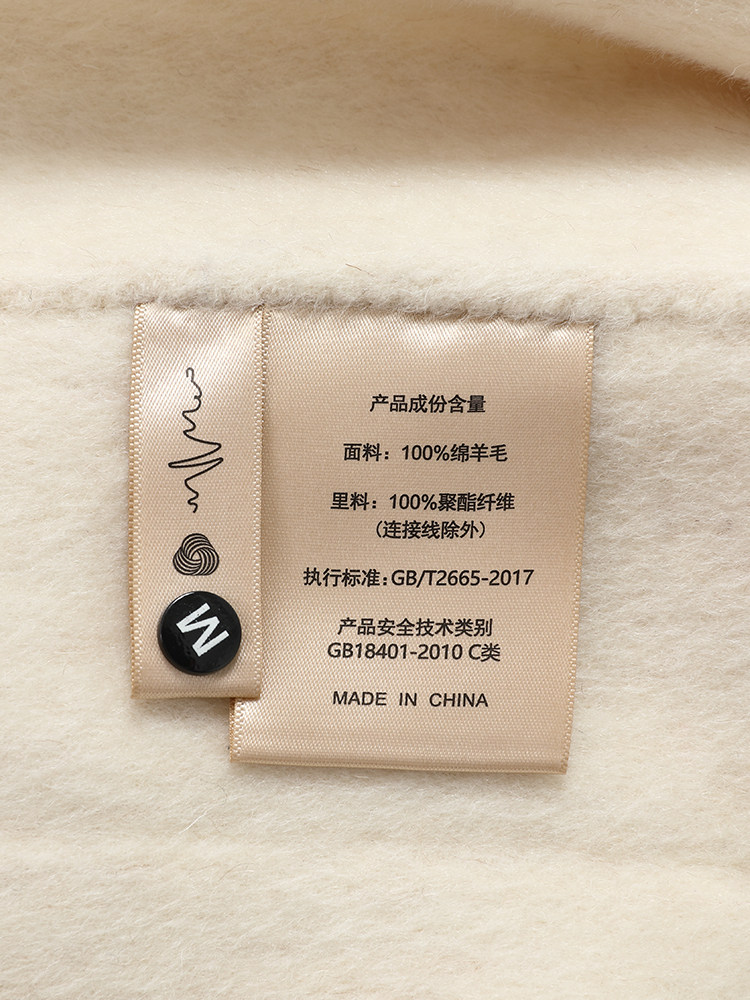 产品成份含量
面料：100%绵羊毛
里料：100%聚酯纤维
（连接线除外）
执行标准：GB/T2665-2017
产品安全技术类别
GB18401-2010 C类
MADE IN CHINA
M